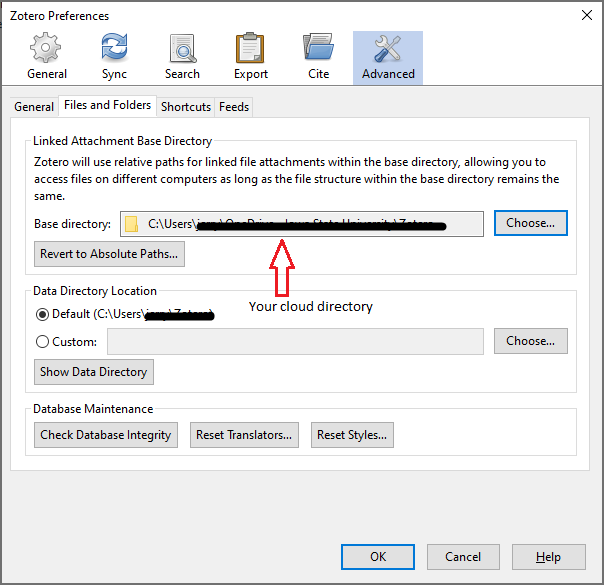 Zotero Preferences
General Sync Search Export Cite Advanced
General Files and Folders Shortcuts Feeds
Linked Attachment Base Directory
Zotero will use relative paths for linked file attachments within the base directory, allowing you to
access files on different computers as long as the file structure within the base directory remains the
same.
Base directory: C:\Users\ Choose...
Revert to Absolute Paths...
Data Directory Location
Your cloud directory
Default (C:\Users\
Custom: Choose...
Show Data Directory
Database Maintenance
Check Database Integrity Reset Translators... Reset Styles...
OK Cancel Help